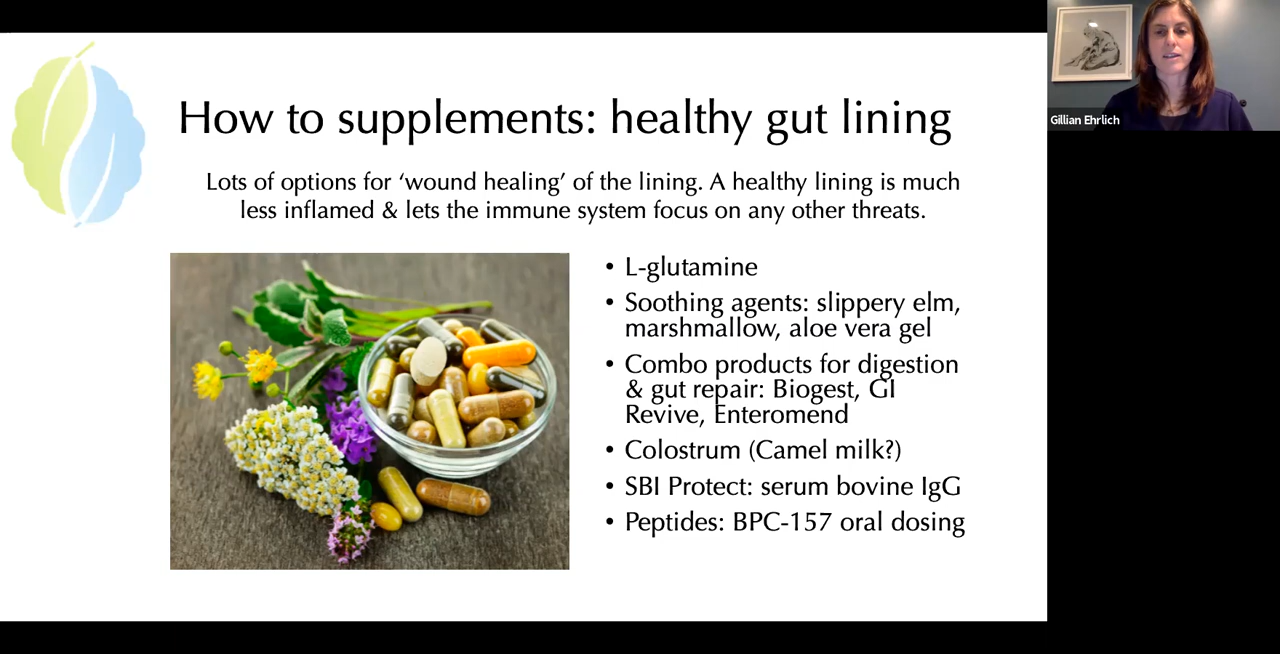 How to supplements: healthy gut lining
Lots of options for ‘wound healing’ of the lining. A healthy lining is much
less inflamed & lets the immune system focus on any other threats.
• L-glutamine
• Soothing agents: slippery elm,
marshmallow, aloe vera gel
• Combo products for digestion
& gut repair: Biogest, GI
Revive, Enteromend
• Colostrum (Camel milk?)
• SBI Protect: serum bovine IgG
• Peptides: BPC-157 oral dosing
Gillian Ehrlich